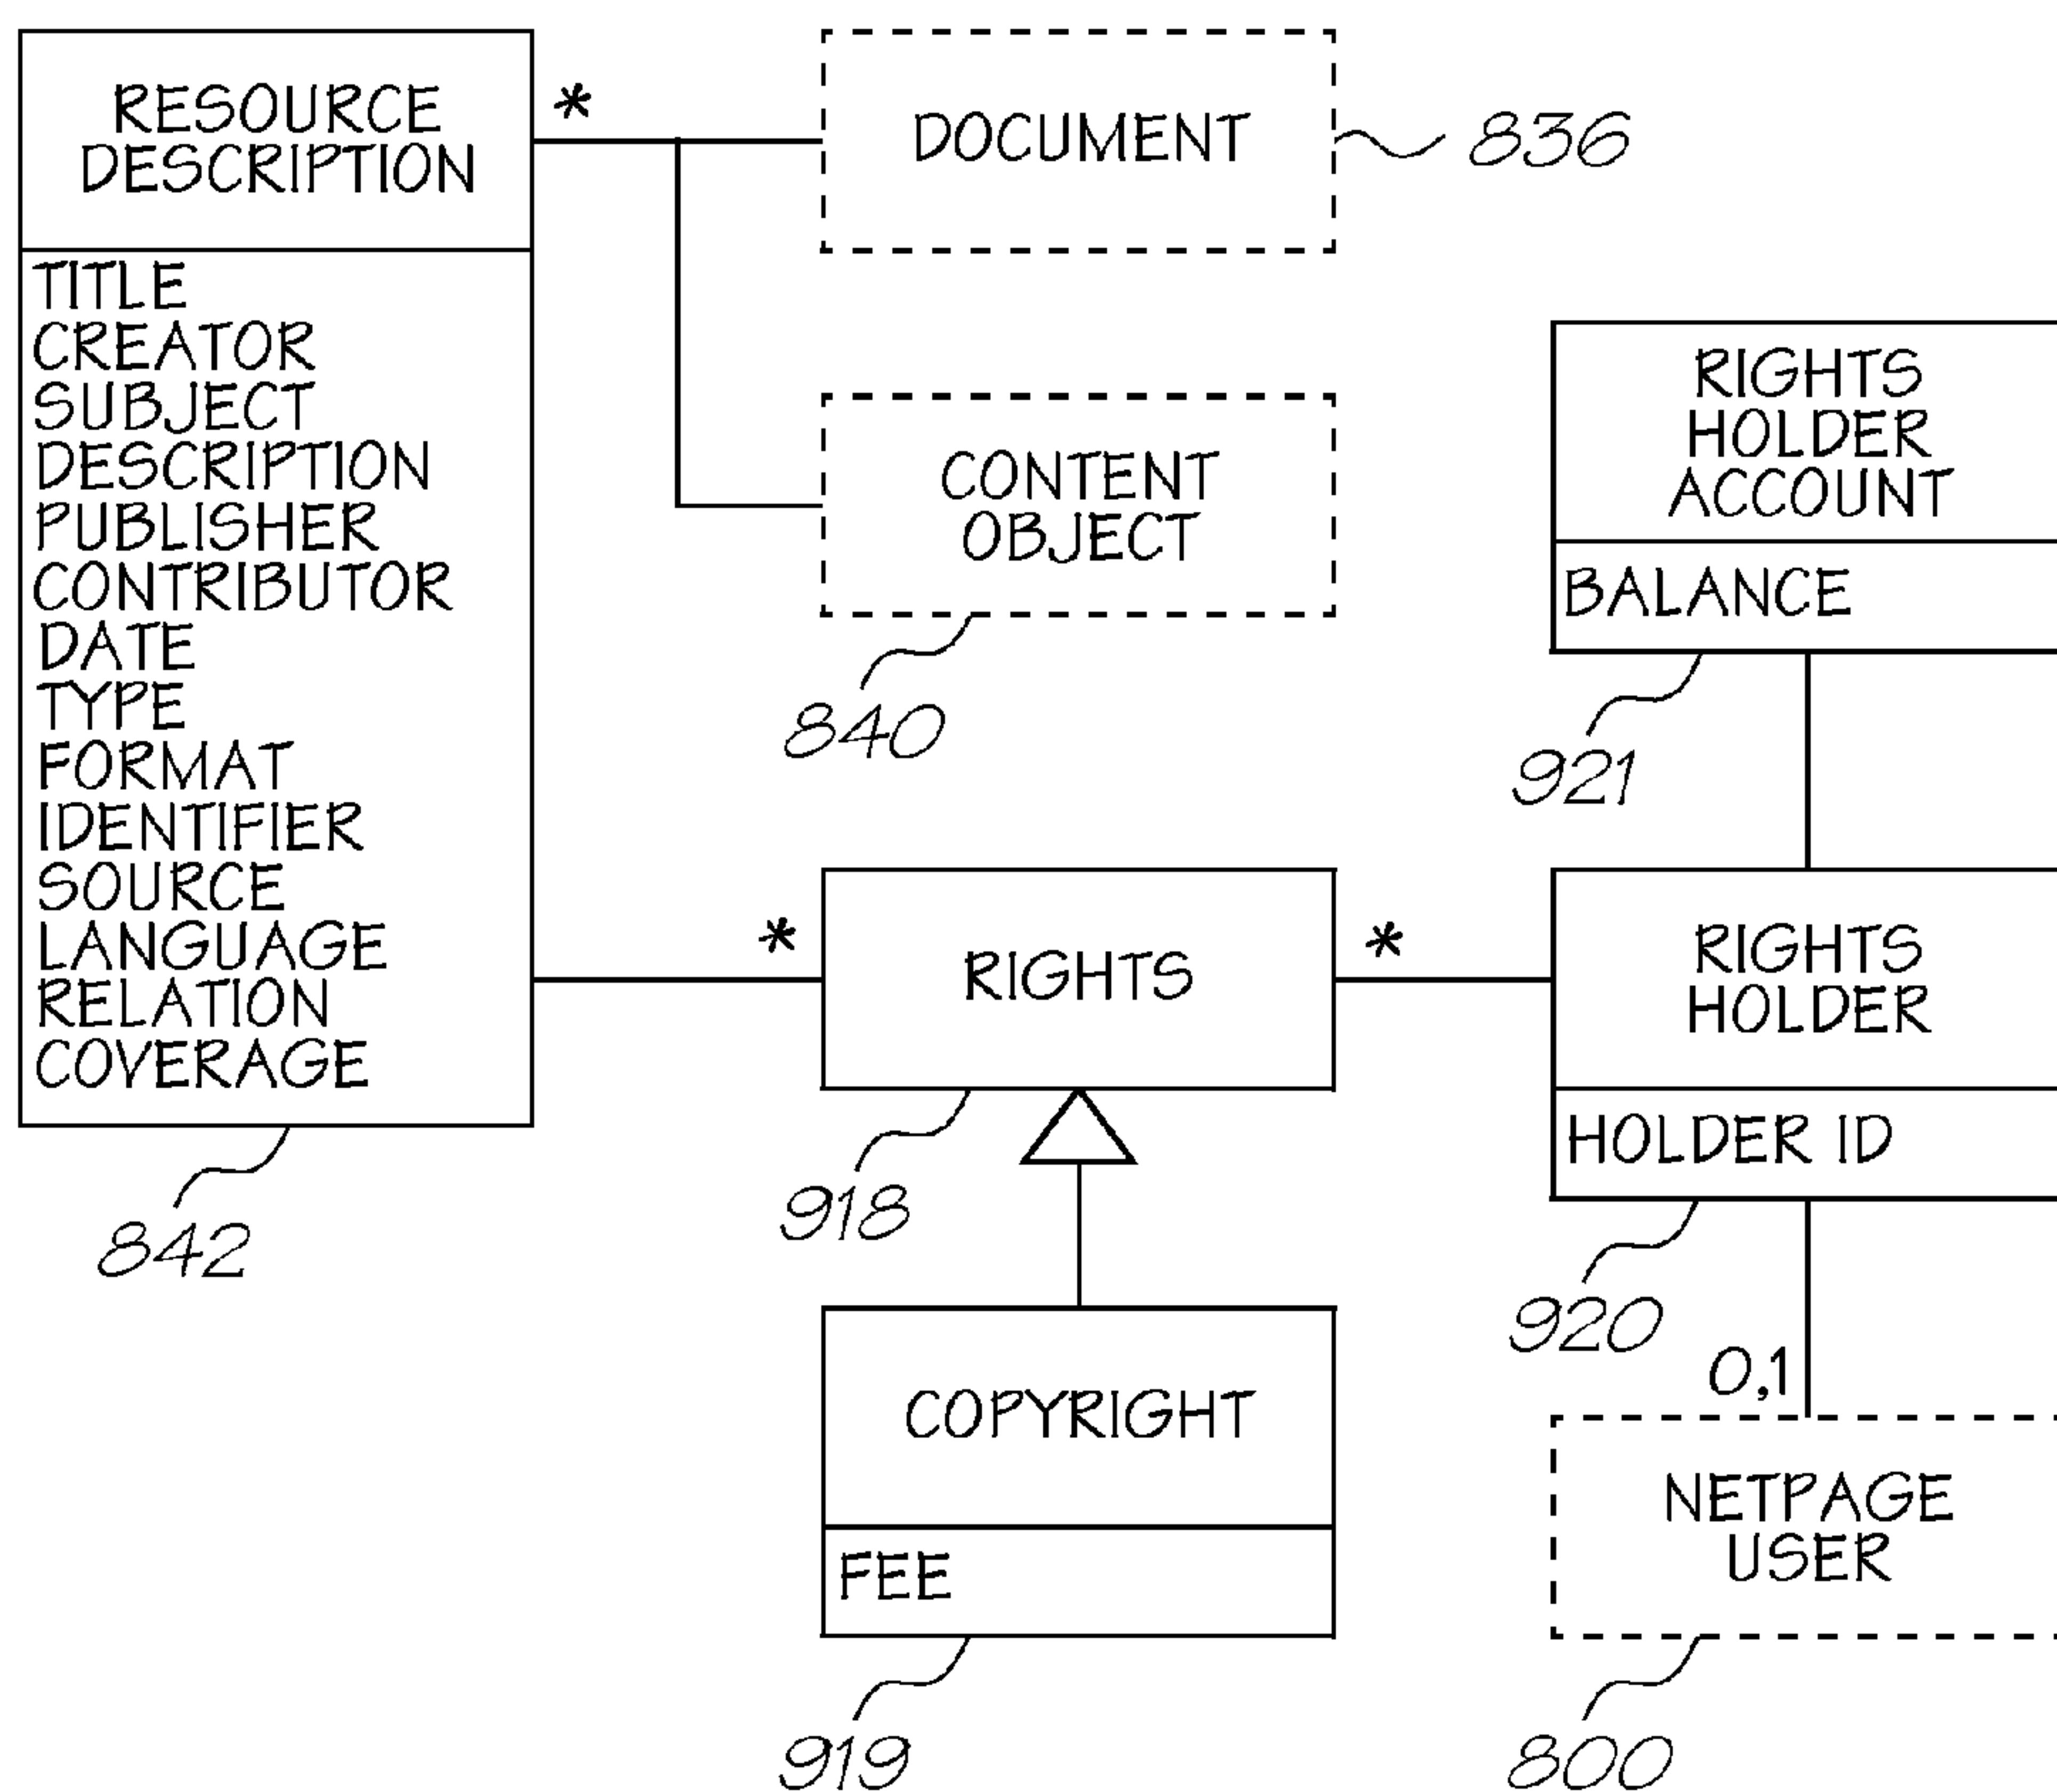 RESOURCE
DESCRIPTION
TITLE
CREATOR
SUBJECT
DESCRIPTION
PUBLISHER
CONTRIBUTOR
DATE
TYPE
FORMAT
IDENTIFIER
SOURCE
LANGUAGE
RELATION
COVERAGE
842
*
DOCUMENT
836
CONTENT
OBJECT
840
RIGHTS
HOLDER
ACCOUNT
BALANCE
921
*
RIGHTS
918
*
RIGHTS
HOLDER
HOLDER ID
920
COPYRIGHT
FEE
919
0,1
NETPAGE
USER
800